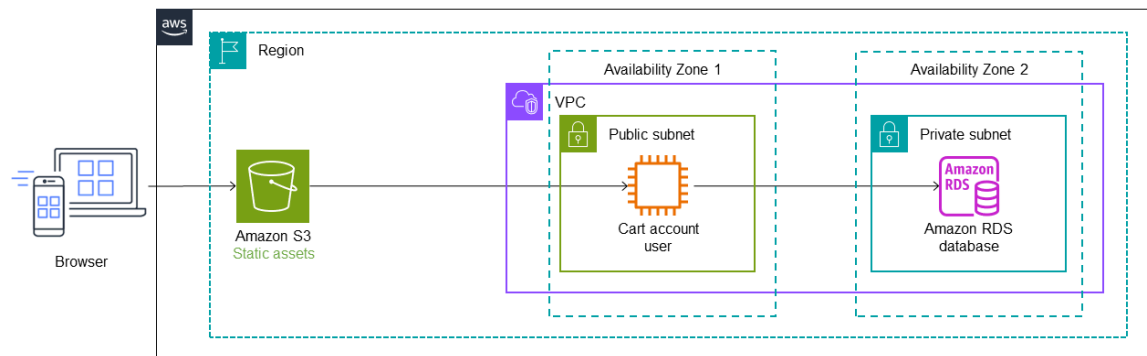 aws
Region
Availability Zone 1
Availability Zone 2
VPC
Public subnet
Private subnet
Amazon
RDS
Amazon S3
Static assets
Cart account
user
Amazon RDS
database
Browser